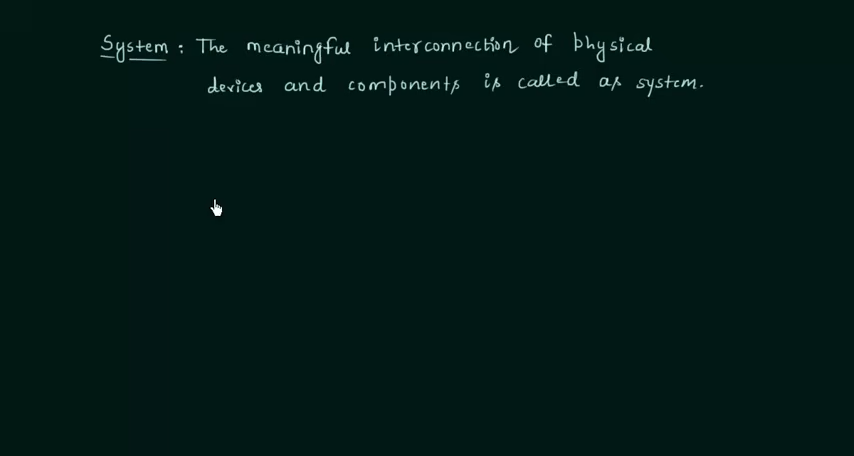 System : The meaningful interconnection of physical
devices and components is called as system.